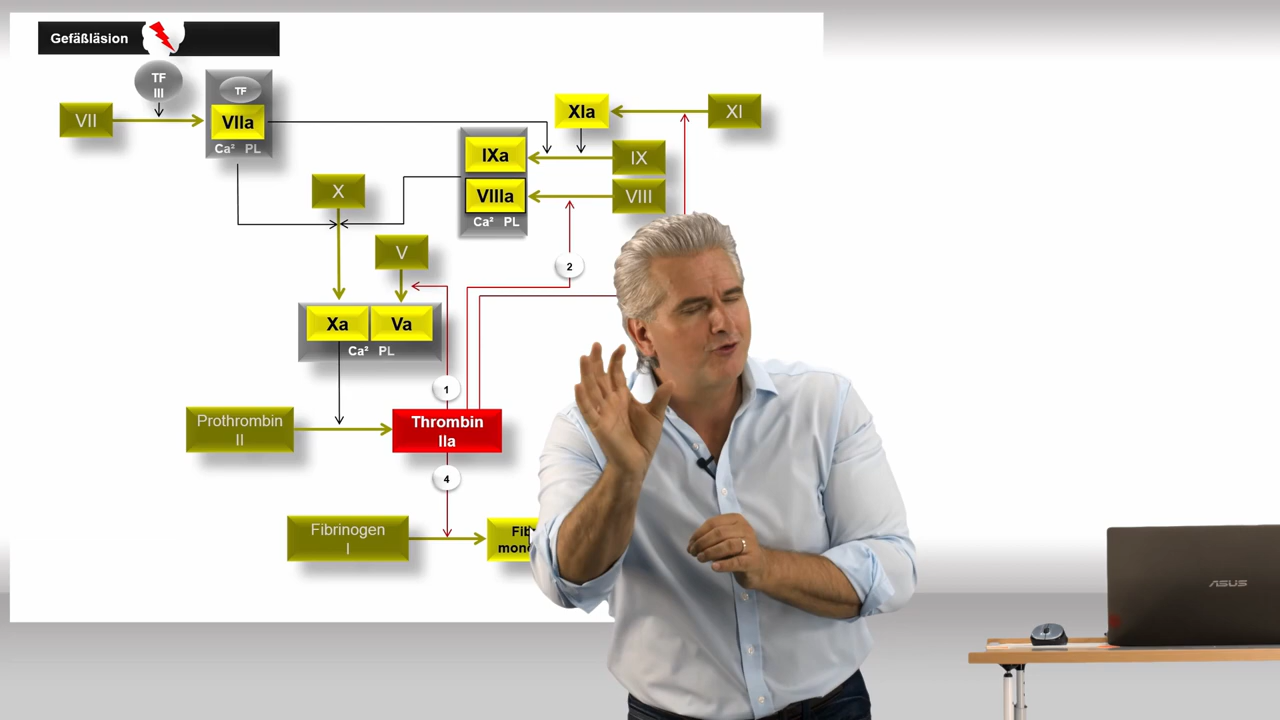 Gefäßläsion
TF
III
TF
VII
VIIa
Ca² PL
XIa
XI
IXa
IX
VIIIa
VIII
Ca² PL
X
V
2
Xa
Va
Ca² PL
1
Prothrombin
II
Thrombin
IIa
4
Fibrinogen
I
ASUS